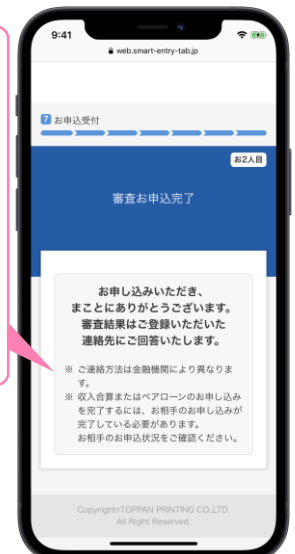 9:41
web.smart-entry-tab.jp
7 お申込受付
お2人目
審査お申込完了
お申し込みいただき、
まことにありがとうございます。
審査結果はご登録いただいた
連絡先にご回答いたします。
※ ご連絡方法は金融機関により異なりま
す。
※ 収入合算またはペアローンのお申し込み
を完了するには、お相手のお申し込みが
完了している必要があります。
お相手のお申込状況をご確認ください。
Copyright©TOPPAN PRINTING CO.,LTD.
All Right Reserved.